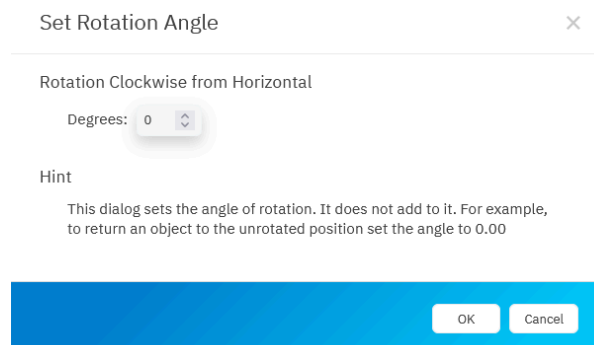 Set Rotation Angle
Rotation Clockwise from Horizontal
Degrees: 0
Hint
This dialog sets the angle of rotation. It does not add to it. For example,
to return an object to the unrotated position set the angle to 0.00
OK Cancel